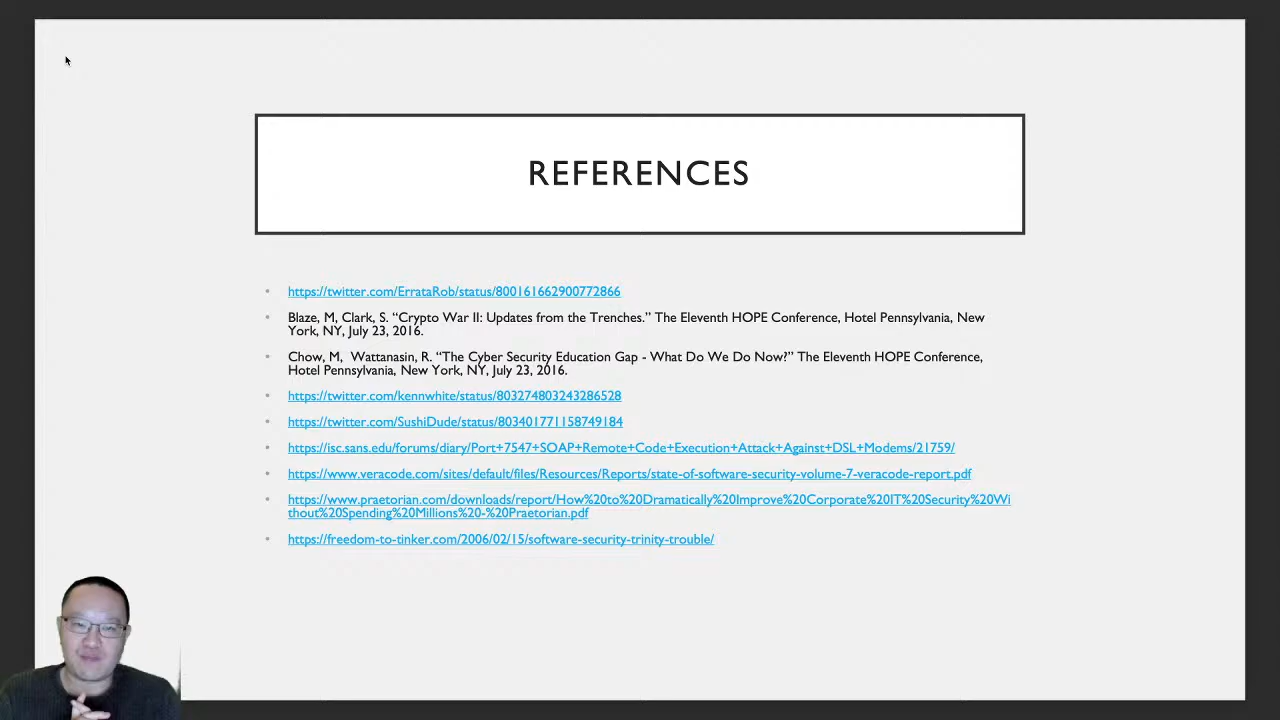 REFERENCES
https://twitter.com/ErrataRob/status/800161662900772866
Blaze, M, Clark, S. “Crypto War II: Updates from the Trenches.” The Eleventh HOPE Conference, Hotel Pennsylvania, New
York, NY, July 23, 2016.
Chow, M,  Wattanasin, R. “The Cyber Security Education Gap - What Do We Do Now?” The Eleventh HOPE Conference,
Hotel Pennsylvania, New York, NY, July 23, 2016.
https://twitter.com/kennwhite/status/803274803243286528
https://twitter.com/SushiDude/status/803401771158749184
https://isc.sans.edu/forums/diary/Port+7547+SOAP+Remote+Code+Execution+Attack+Against+DSL+Modems/21759/
https://www.veracode.com/sites/default/files/Resources/Reports/state-of-software-security-volume-7-veracode-report.pdf
https://www.praetorian.com/downloads/report/How%20to%20Dramatically%20Improve%20Corporate%20IT%20Security%20Wi
thout%20Spending%20Millions%20-%20Praetorian.pdf
https://freedom-to-tinker.com/2006/02/15/software-security-trinity-trouble/